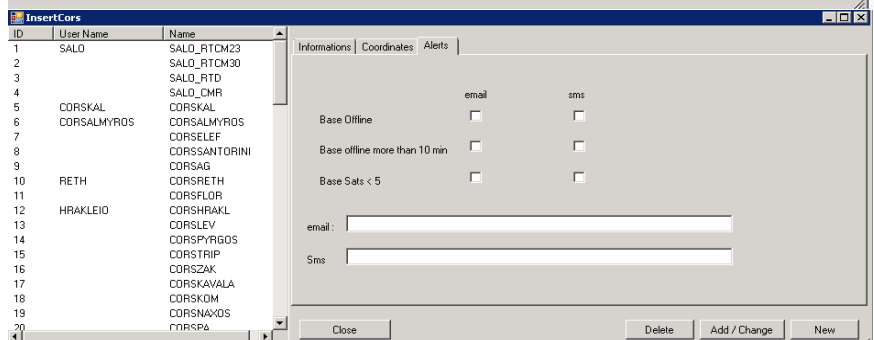 InsertCors
ID User Name Name
1 SALO SALO_RTCM23
2 SALO_RTCM30
3 SALO_RTD
4 SALO_CMR
5 CORSKAL CORSKAL
6 CORSALMYROS CORSALMYROS
7 CORSELEF
8 CORSSANTORINI
9 CORSAG
10 RETH CORSRETH
11 CORSFLOR
12 HRAKLEIO CORSHRAKL
13 CORSLEV
14 CORSPYRGOS
15 CORSTRIP
16 CORSZAK
17 CORSKAVALA
18 CORSKOM
19 CORSNAXOS
20 CORSPA
Informations Coordinates Alerts
email sms
Base Offline
Base offline more than 10 min
Base Sats < 5
email :
Sms
Close Delete Add / Change New